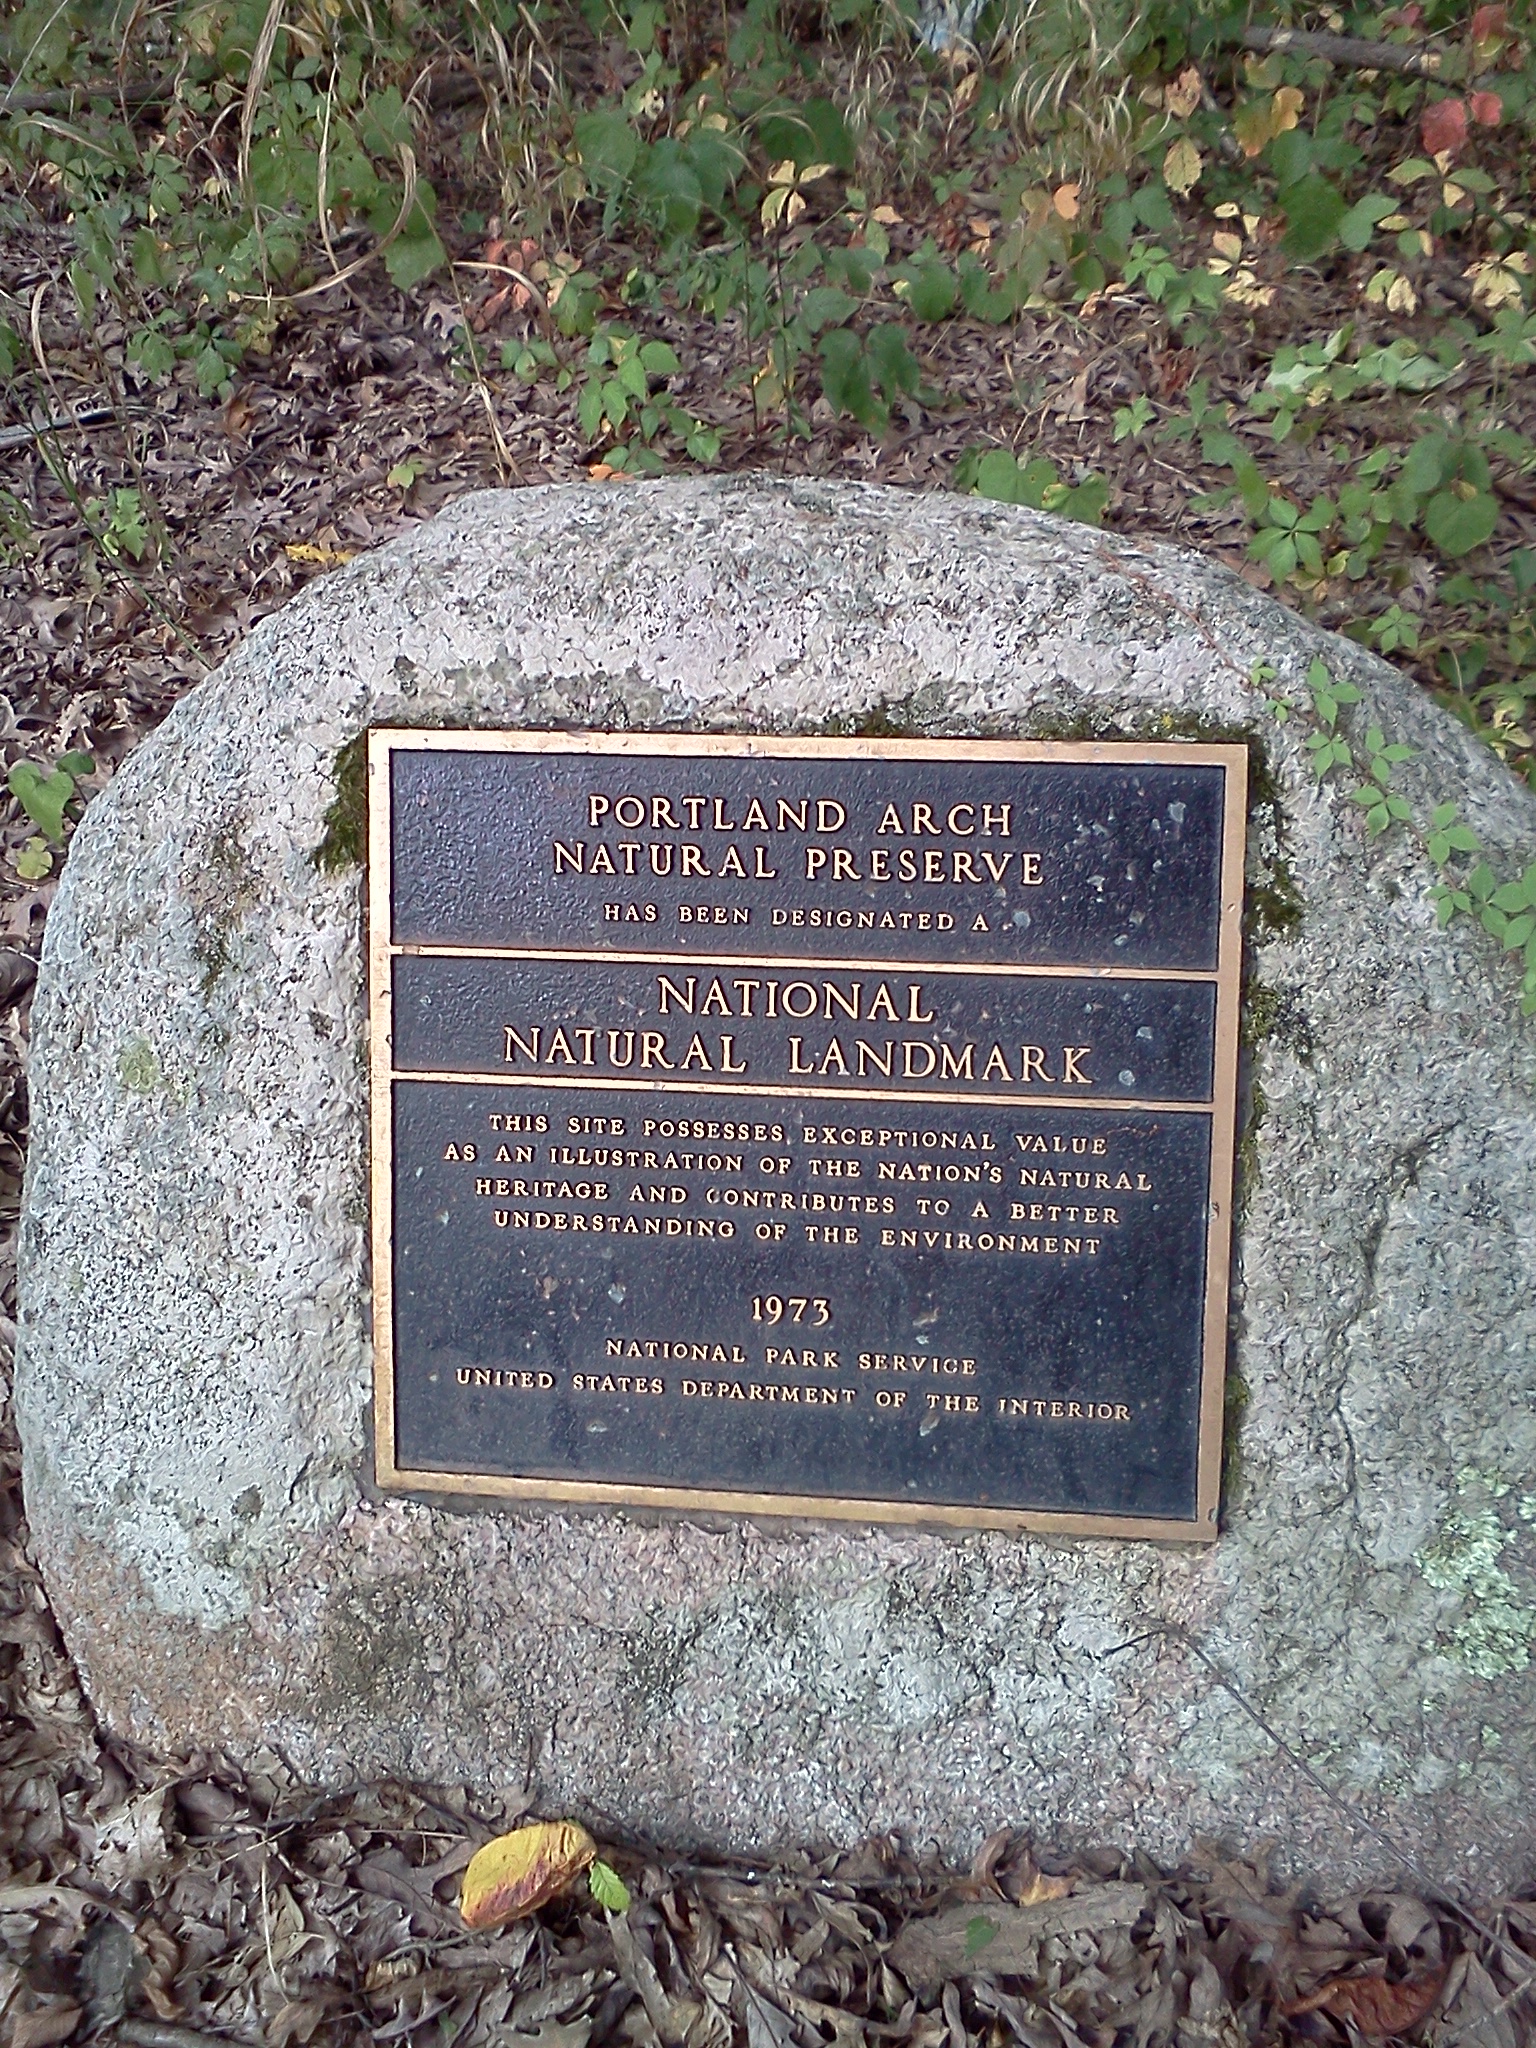 PORTLAND ARCH
NATURAL PRESERVE
HAS BEEN DESIGNATED A
NATIONAL
NATURAL LANDMARK
THIS SITE POSSESSES EXCEPTIONAL VALUE
AS AN ILLUSTRATION OF THE NATION'S NATURAL
HERITAGE AND CONTRIBUTES TO A BETTER
UNDERSTANDING OF THE ENVIRONMENT
1973
NATIONAL PARK SERVICE
UNITED STATES DEPARTMENT OF THE INTERIOR